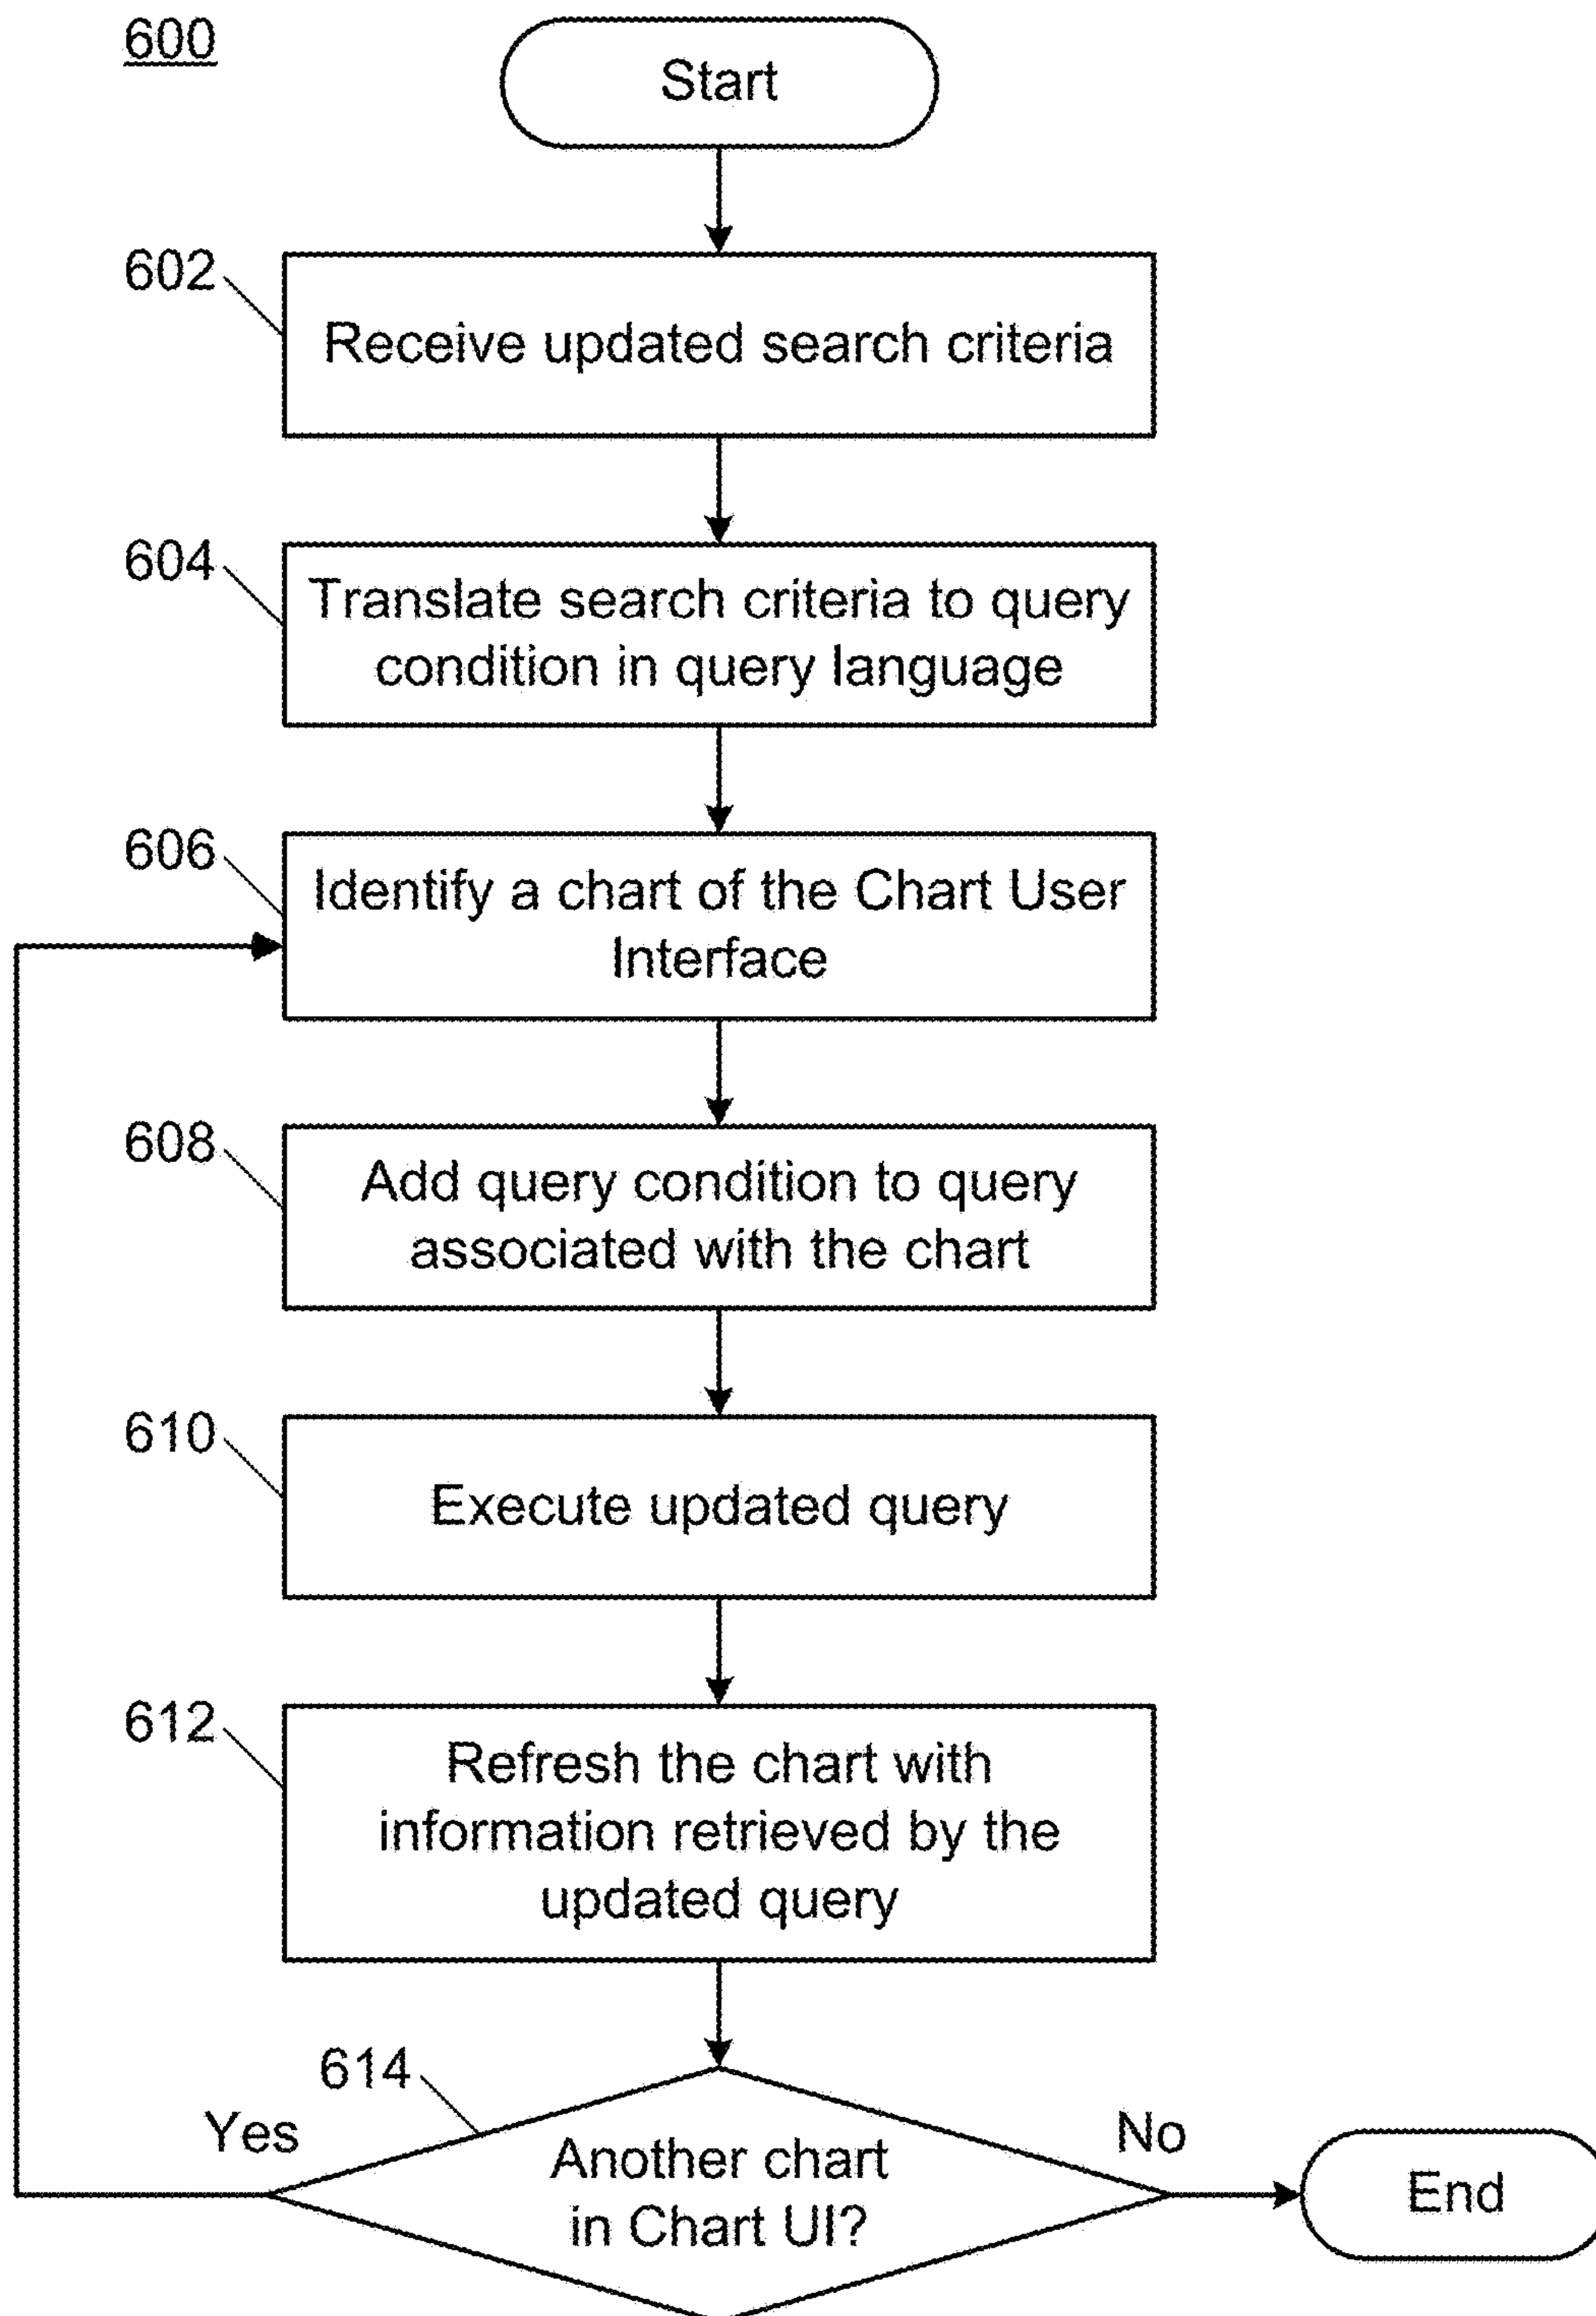 600
Start
602
Receive updated search criteria
604
Translate search criteria to query
condition in query language
606
Identify a chart of the Chart User
Interface
608
Add query condition to query
associated with the chart
610
Execute updated query
612
Refresh the chart with
information retrieved by the
updated query
614
Yes
No
Another chart
in Chart UI?
End